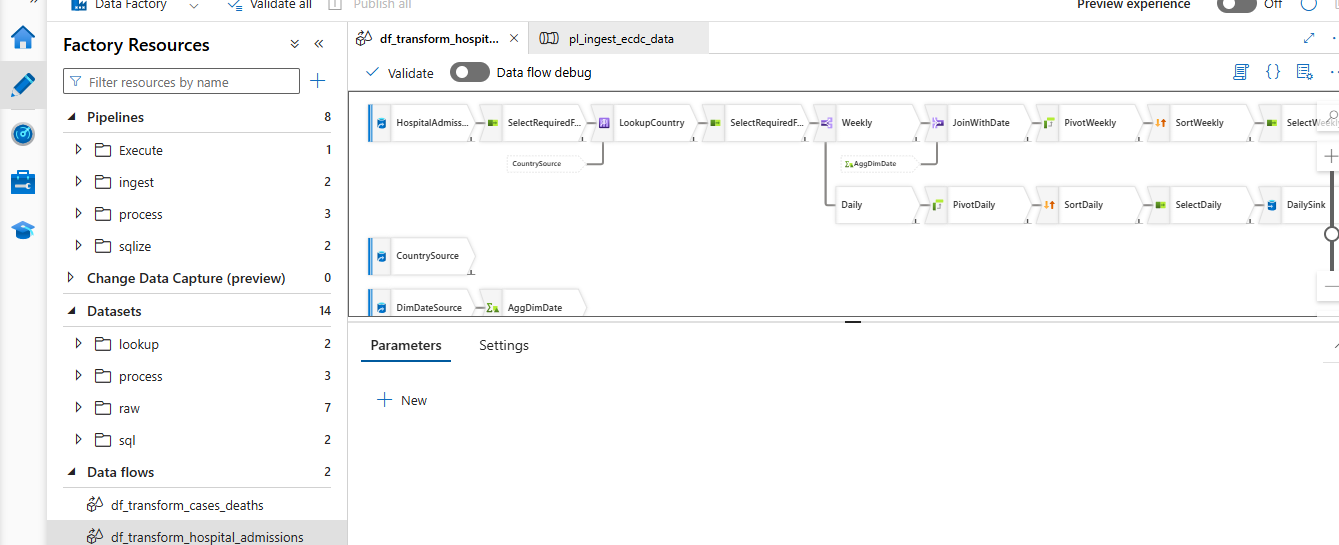 Data Factory
Validate all
Publish all
Preview experience
Off
Factory Resources
df_transform_hospit...
pl_ingest_ecdc_data
Filter resources by name
Validate
Data flow debug
Pipelines 8
Execute 1
ingest 2
process 3
sqlize 2
Change Data Capture (preview) 0
Datasets 14
lookup 2
process 3
raw 7
sql 2
Data flows 2
df_transform_cases_deaths
df_transform_hospital_admissions
HospitalAdmiss...
SelectRequiredF...
LookupCountry
SelectRequiredF...
Weekly
JoinWithDate
PivotWeekly
SortWeekly
SelectWeekly
CountrySource
AggDimDate
Daily
PivotDaily
SortDaily
SelectDaily
DailySink
CountrySource
DimDateSource
AggDimDate
Parameters
Settings
New